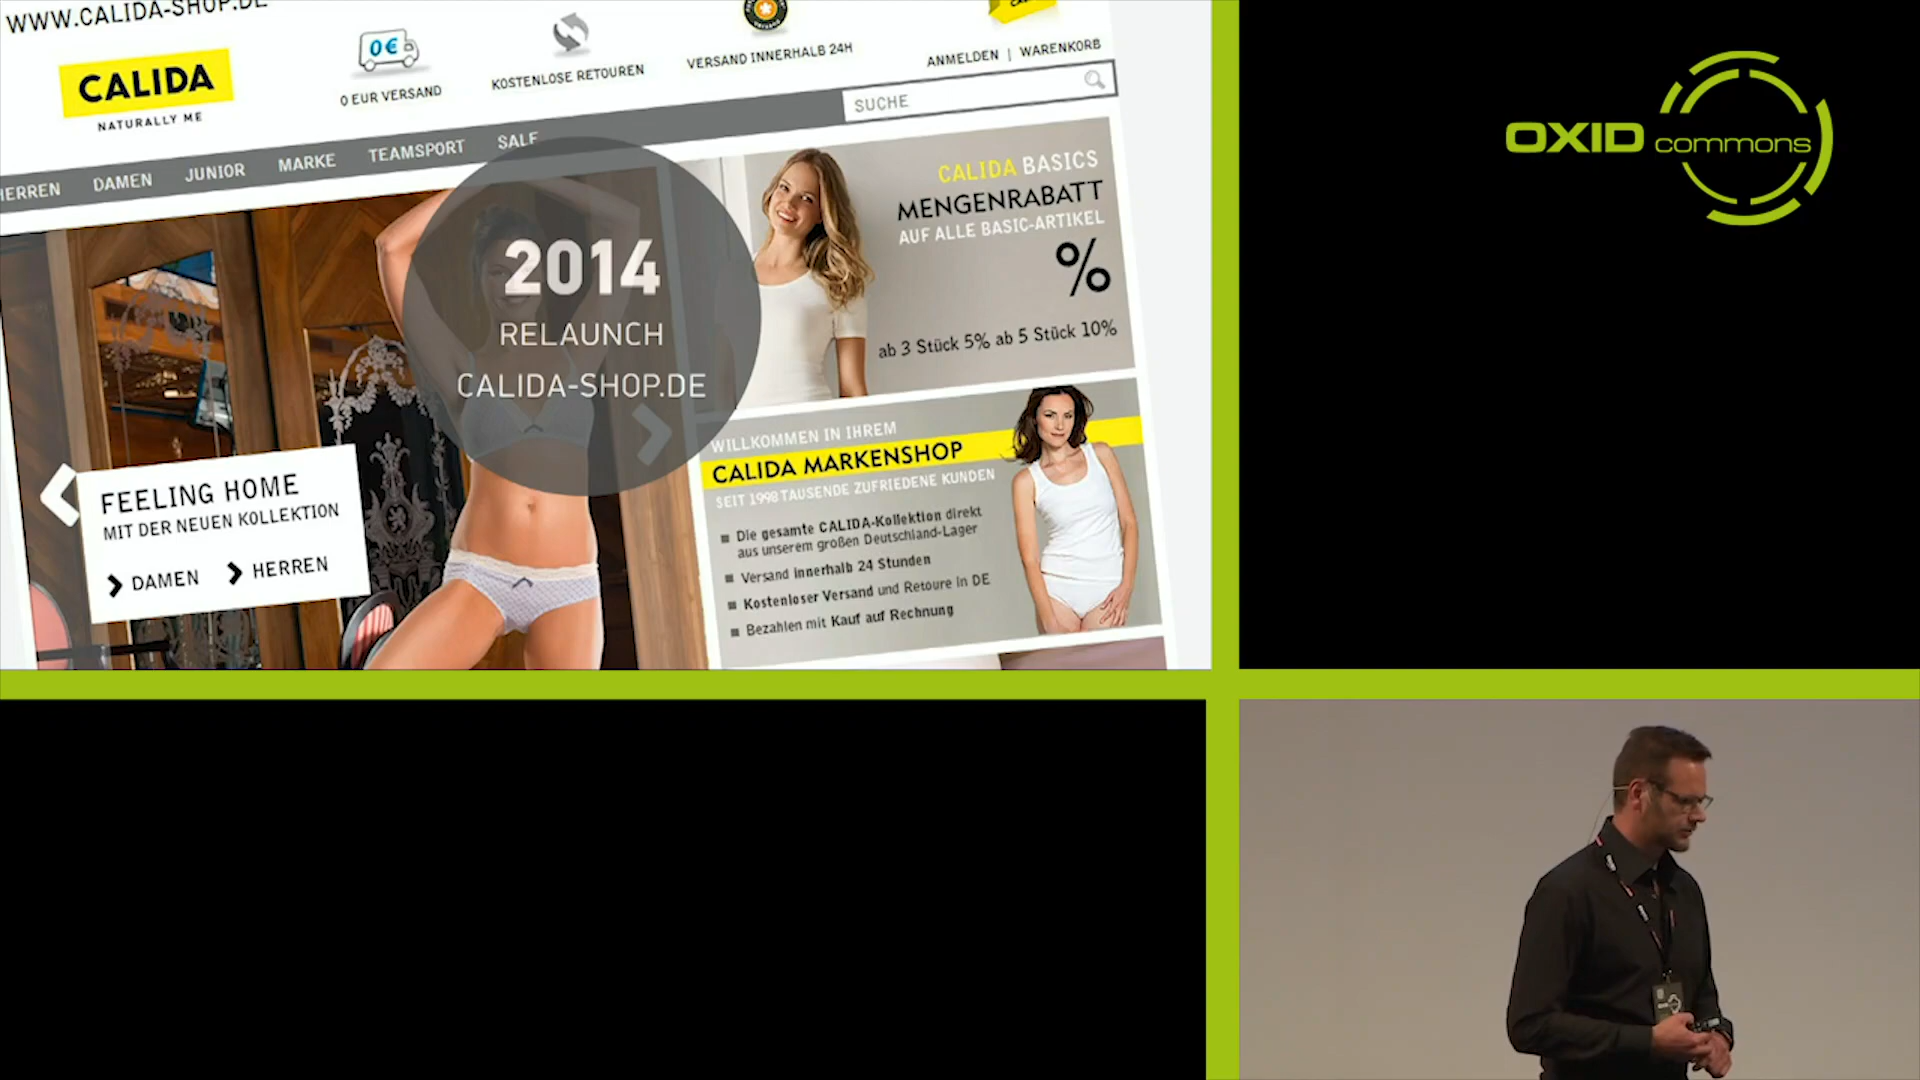 WWW.CALIDA-SHOP.DE
CALIDA
NATURALLY ME
0€
0 EUR VERSAND
KOSTENLOSE RETOUREN
VERSAND INNERHALB 24H
ANMELDEN | WARENKORB
SUCHE
HERREN DAMEN JUNIOR MARKE TEAMSPORT SALE
2014
RELAUNCH
CALIDA-SHOP.DE
FEELING HOME
MIT DER NEUEN KOLLEKTION
DAMEN HERREN
CALIDA BASICS
MENGENRABATT
AUF ALLE BASIC-ARTIKEL
%
ab 3 Stück 5% ab 5 Stück 10%
WILLKOMMEN IN IHREM
CALIDA MARKENSHOP
SEIT 1998 TAUSENDE ZUFRIEDENE KUNDEN
Die gesamte CALIDA-Kollektion direkt
aus unserem großen Deutschland-Lager
Versand innerhalb 24 Stunden
Kostenloser Versand und Retoure in DE
Bezahlen mit Kauf auf Rechnung
OXID commons